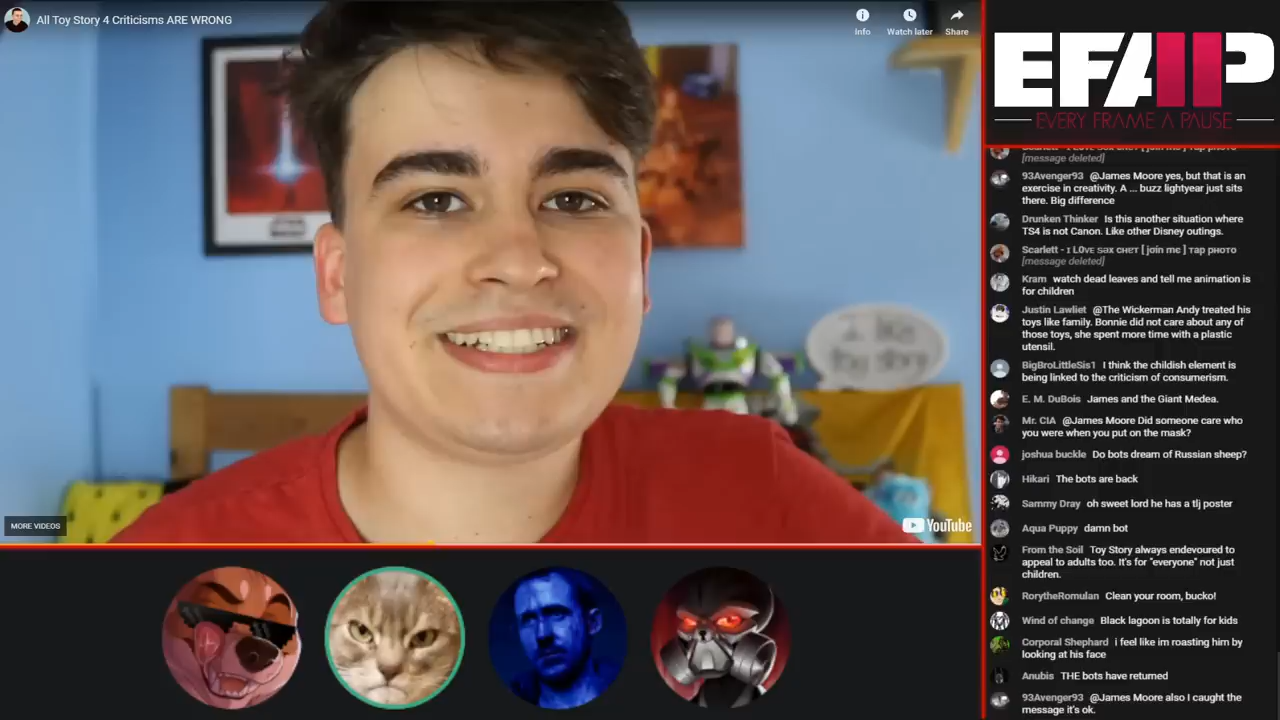 All Toy Story 4 Criticisms ARE WRONG
Info
Watch later
Share
I like
toy story
MORE VIDEOS
YouTube
EFAP
EVERY FRAME A PAUSE
[message deleted]
93Avenger93 @James Moore yes, but that is an
exercise in creativity. A ... buzz lightyear just sits
there. Big difference
Drunken Thinker Is this another situation where
TS4 is not Canon. Like other Disney outings.
Scarlett - ɪ L0ᴠᴇ sɑx cʜᴇᴛ [ јоіn mе ] ᴛᴀᴘ ᴘʜᴏᴛᴏ
[message deleted]
Kram watch dead leaves and tell me animation is
for children
Justin Lawliet @The Wickerman Andy treated his
toys like family. Bonnie did not care about any of
those toys, she spent more time with a plastic
utensil.
BigBroLittleSis1 I think the childish element is
being linked to the criticism of consumerism.
E. M. DuBois James and the Giant Medea.
Mr. CIA @James Moore Did someone care who
you were when you put on the mask?
joshua buckle Do bots dream of Russian sheep?
Hikari The bots are back
Sammy Dray oh sweet lord he has a tlj poster
Aqua Puppy damn bot
From the Soil Toy Story always endevoured to
appeal to adults too. It's for "everyone" not just
children.
RorytheRomulan Clean your room, bucko!
Wind of change Black lagoon is totally for kids
Corporal Shephard i feel like im roasting him by
looking at his face
Anubis THE bots have returned
93Avenger93 @James Moore also I caught the
message it's ok.